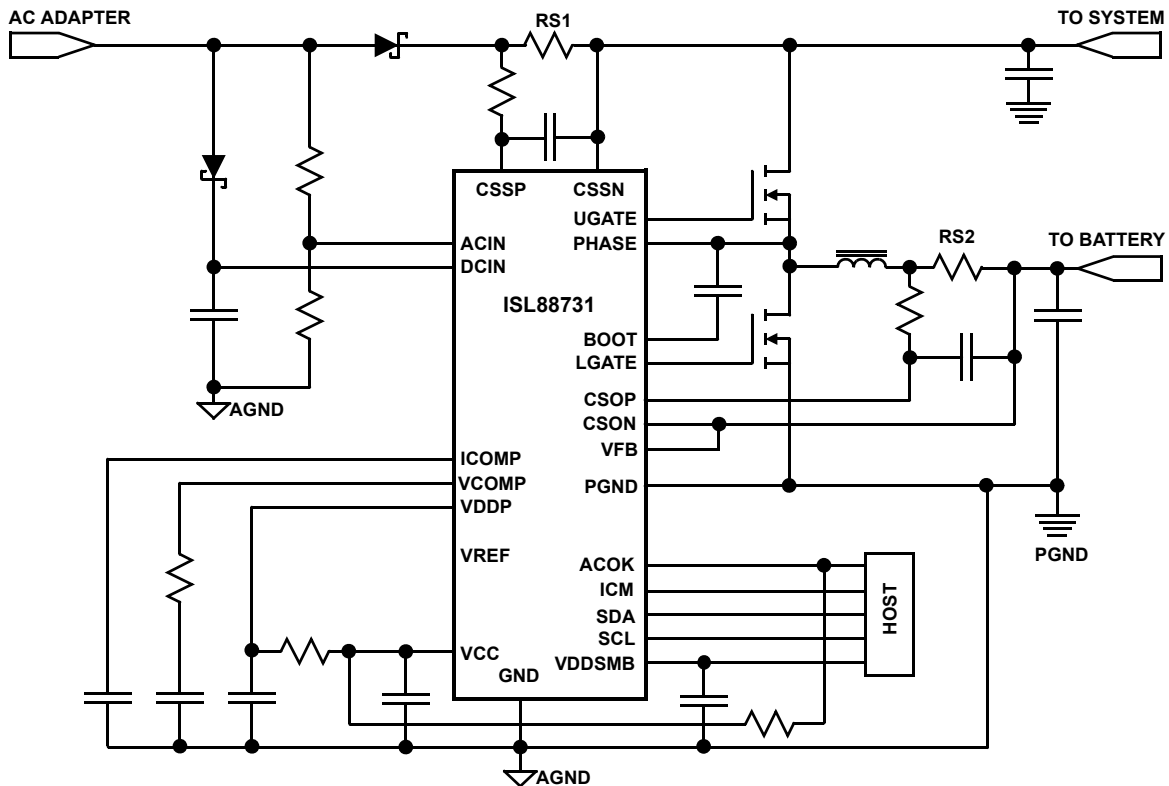 AC ADAPTER
RS1
TO SYSTEM
CSSP
CSSN
UGATE
PHASE
ACIN
DCIN
RS2
TO BATTERY
ISL88731
BOOT
LGATE
CSOP
CSON
VFB
AGND
ICOMP
VCOMP
VDDP
PGND
VREF
PGND
ACOK
ICM
SDA
SCL
VDDSMB
HOST
VCC
GND
AGND